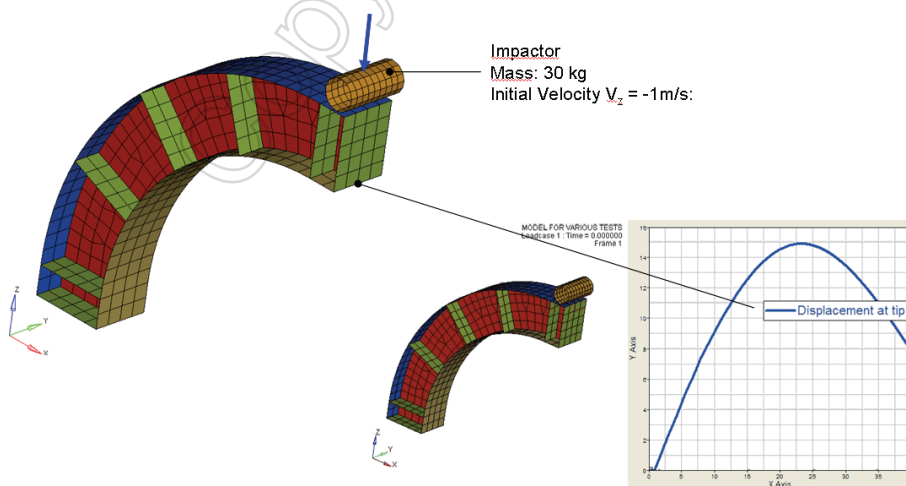 Copy
Impactor
Mass: 30 kg
Initial Velocity Vz = -1m/s:
MODEL FOR VARIOUS TESTS
Loadcase 1 : Time = 0.000000
Frame 1
Z
Y
X
Z
Y
X
Y Axis
16
14
12
10
8
6
4
2
0
Displacement at tip
0
5
10
15
20
25
30
35
X Axis